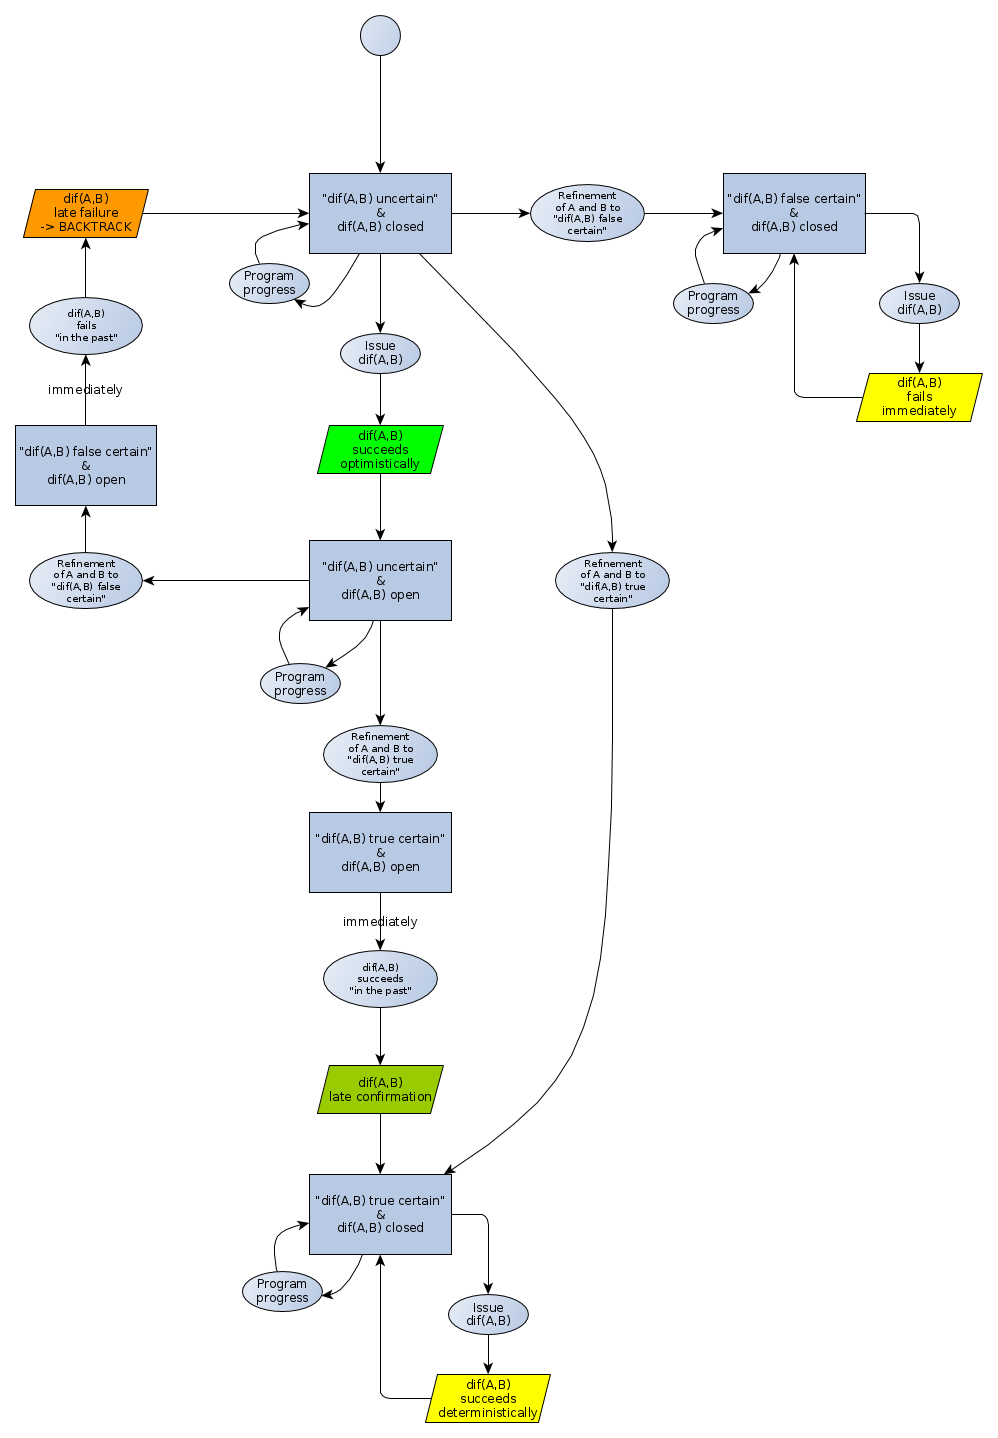 dif(A,B)
late failure
-> BACKTRACK
"dif(A,B) uncertain"
&
dif(A,B) closed
Refinement
of A and B to
"dif(A,B) false
certain"
"dif(A,B) false certain"
&
dif(A,B) closed
Program
progress
Program
progress
Issue
dif(A,B)
dif(A,B)
fails
"in the past"
Issue
dif(A,B)
dif(A,B)
fails
immediately
immediately
"dif(A,B) false certain"
&
dif(A,B) open
dif(A,B)
succeeds
optimistically
Refinement
of A and B to
"dif(A,B) false
certain"
"dif(A,B) uncertain"
&
dif(A,B) open
Refinement
of A and B to
"dif(A,B) true
certain"
Program
progress
Refinement
of A and B to
"dif(A,B) true
certain"
"dif(A,B) true certain"
&
dif(A,B) open
immediately
dif(A,B)
succeeds
"in the past"
dif(A,B)
late confirmation
"dif(A,B) true certain"
&
dif(A,B) closed
Program
progress
Issue
dif(A,B)
dif(A,B)
succeeds
deterministically